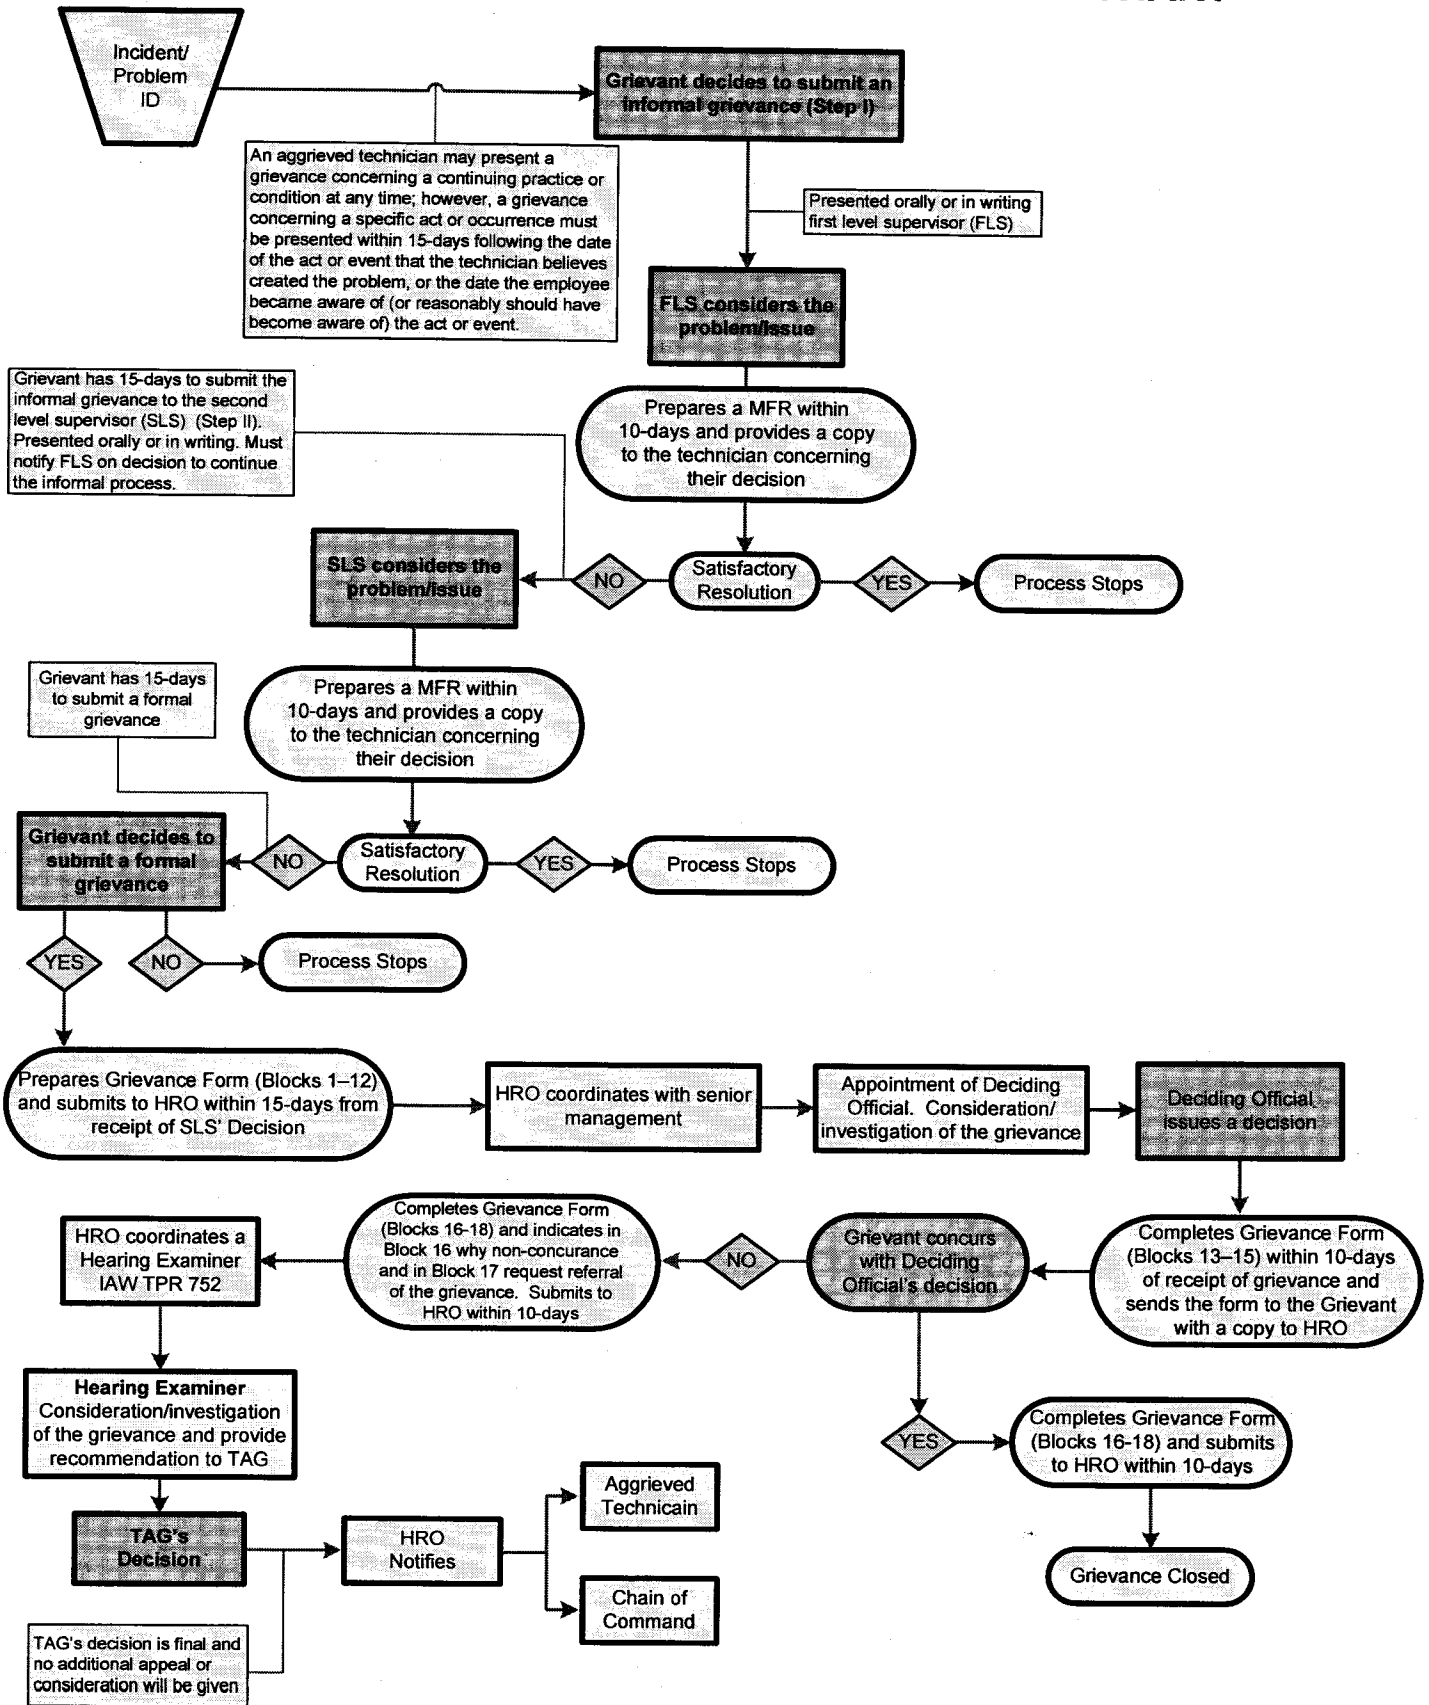 Incident/
Problem
ID
Grievant decides to submit an
informal grievance (Step I)
An aggrieved technician may present a
grievance concerning a continuing practice or
condition at any time; however, a grievance
concerning a specific act or occurrence must
be presented within 15-days following the date
of the act or event that the technician believes
created the problem, or the date the employee
became aware of (or reasonably should have
become aware of) the act or event.
Presented orally or in writing
first level supervisor (FLS)
FLS considers the
problem/issue
Grievant has 15-days to submit the
informal grievance to the second
level supervisor (SLS) (Step II).
Presented orally or in writing. Must
notify FLS on decision to continue
the informal process.
Prepares a MFR within
10-days and provides a copy
to the technician concerning
their decision
SLS considers the
problem/issue
NO
Satisfactory
Resolution
YES
Process Stops
Grievant has 15-days
to submit a formal
grievance
Prepares a MFR within
10-days and provides a copy
to the technician concerning
their decision
Grievant decides to
submit a formal
grievance
NO
Satisfactory
Resolution
YES
Process Stops
YES
NO
Process Stops
Prepares Grievance Form (Blocks 1–12)
and submits to HRO within 15-days from
receipt of SLS' Decision
HRO coordinates with senior
management
Appointment of Deciding
Official. Consideration/
investigation of the grievance
Deciding Official
issues a decision
HRO coordinates a
Hearing Examiner
IAW TPR 752
Completes Grievance Form
(Blocks 16-18) and indicates in
Block 16 why non-concurance
and in Block 17 request referral
of the grievance. Submits to
HRO within 10-days
NO
Grievant concurs
with Deciding
Official's decision
Completes Grievance Form
(Blocks 13–15) within 10-days
of receipt of grievance and
sends the form to the Grievant
with a copy to HRO
Hearing Examiner
Consideration/investigation
of the grievance and provide
recommendation to TAG
YES
Completes Grievance Form
(Blocks 16-18) and submits
to HRO within 10-days
TAG's
Decision
HRO
Notifies
Aggrieved
Technicain
Chain of
Command
Grievance Closed
TAG's decision is final and
no additional appeal or
consideration will be given